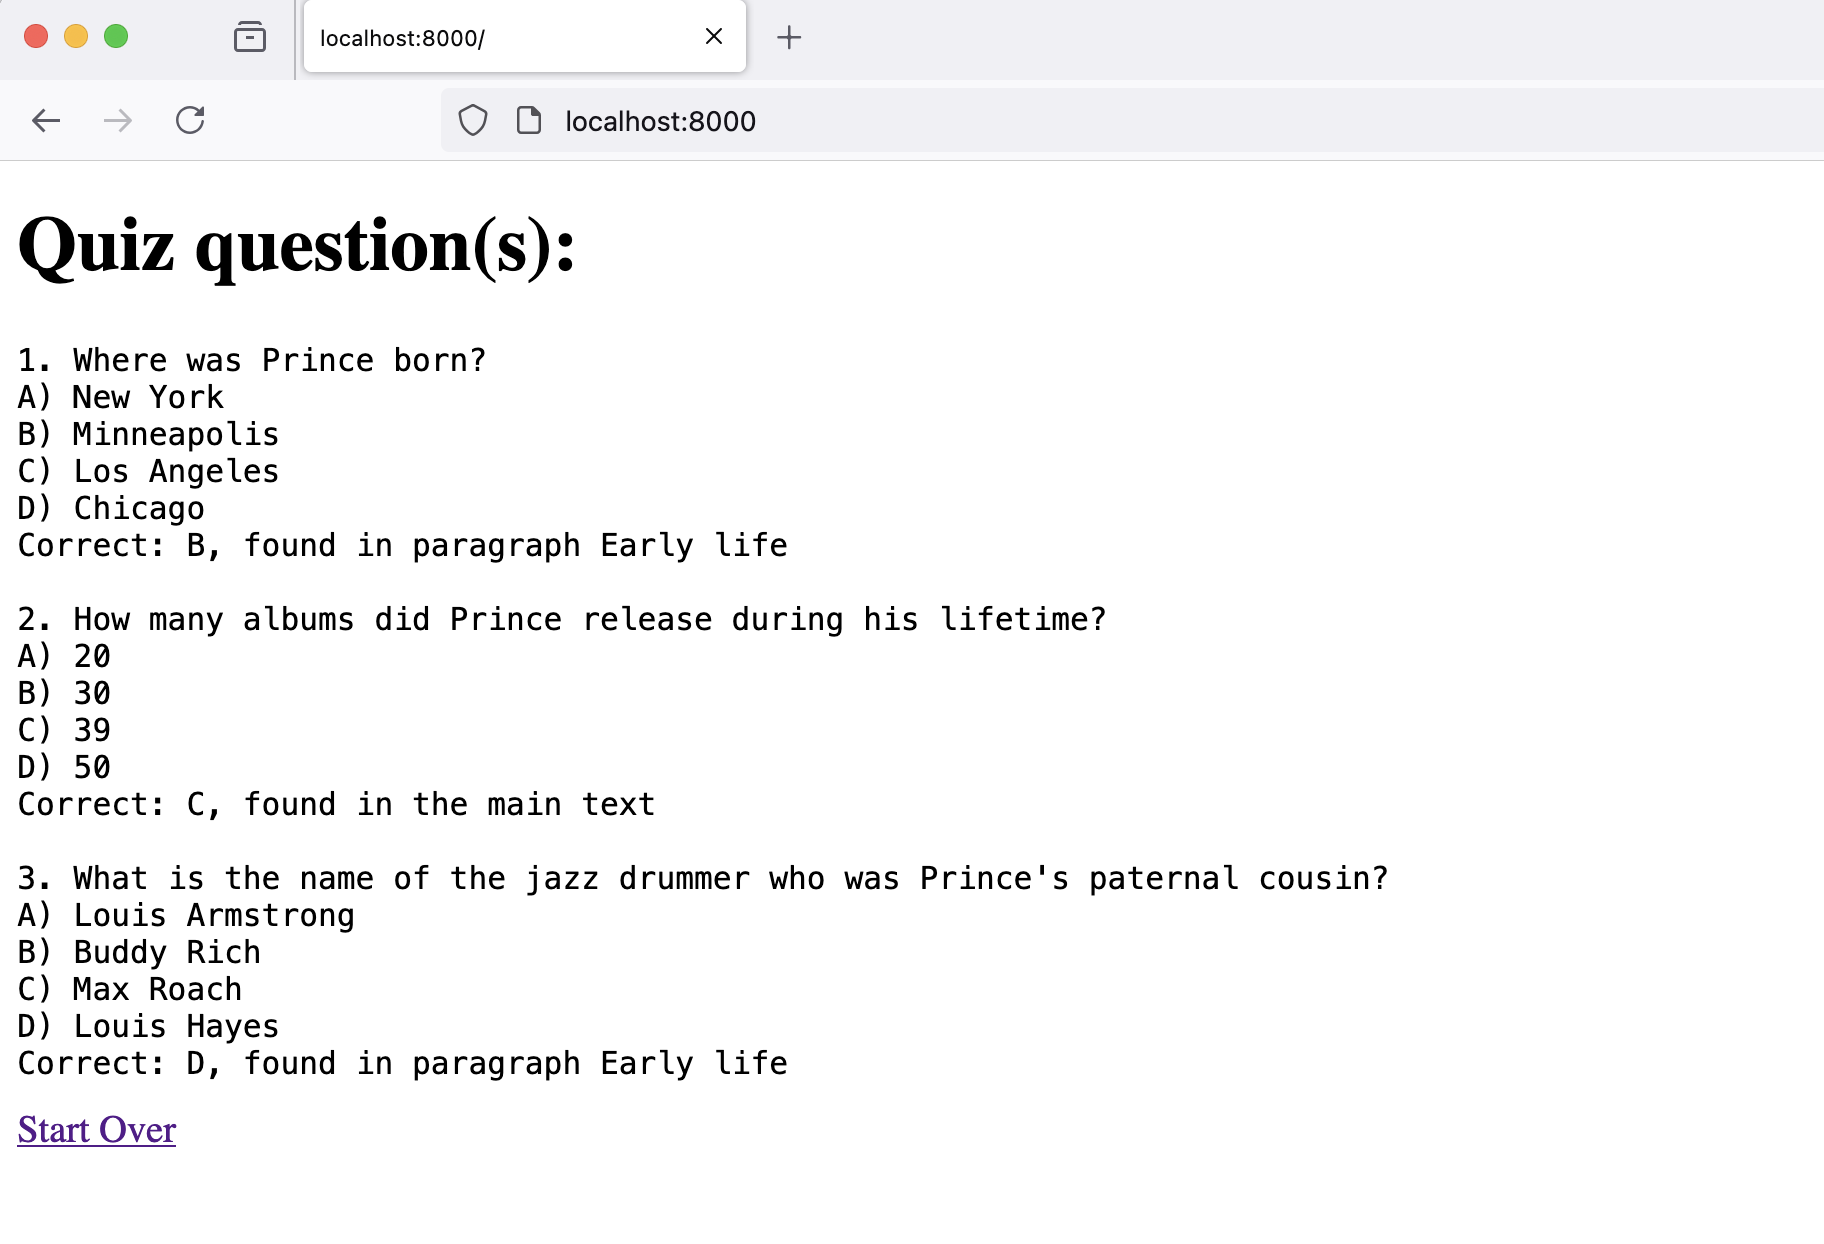 localhost:8000/
localhost:8000
Quiz question(s):
1. Where was Prince born?
A) New York
B) Minneapolis
C) Los Angeles
D) Chicago
Correct: B, found in paragraph Early life
2. How many albums did Prince release during his lifetime?
A) 20
B) 30
C) 39
D) 50
Correct: C, found in the main text
3. What is the name of the jazz drummer who was Prince's paternal cousin?
A) Louis Armstrong
B) Buddy Rich
C) Max Roach
D) Louis Hayes
Correct: D, found in paragraph Early life
Start Over